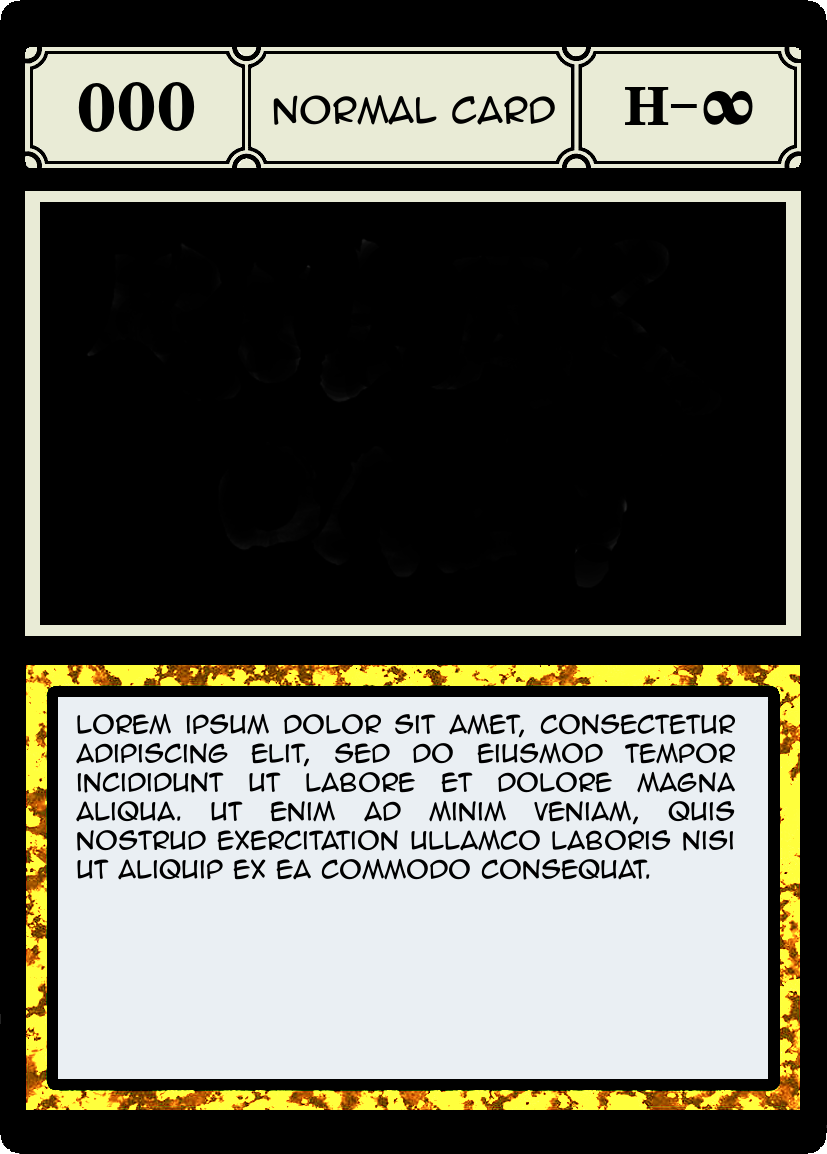 000 NORMAL CARD H-∞
LOREM IPSUM DOLOR SIT AMET, CONSECTETUR
ADIPISCING ELIT, SED DO EIUSMOD TEMPOR
INCIDIDUNT UT LABORE ET DOLORE MAGNA
ALIQUA. UT ENIM AD MINIM VENIAM, QUIS
NOSTRUD EXERCITATION ULLAMCO LABORIS NISI
UT ALIQUIP EX EA COMMODO CONSEQUAT.